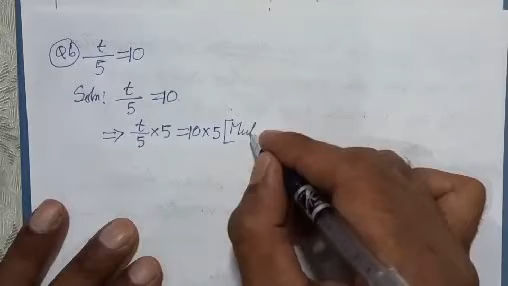 Q6 t/5 = 10
Soln: t/5 = 10
⇒ t/5 × 5 = 10 × 5 [Mul